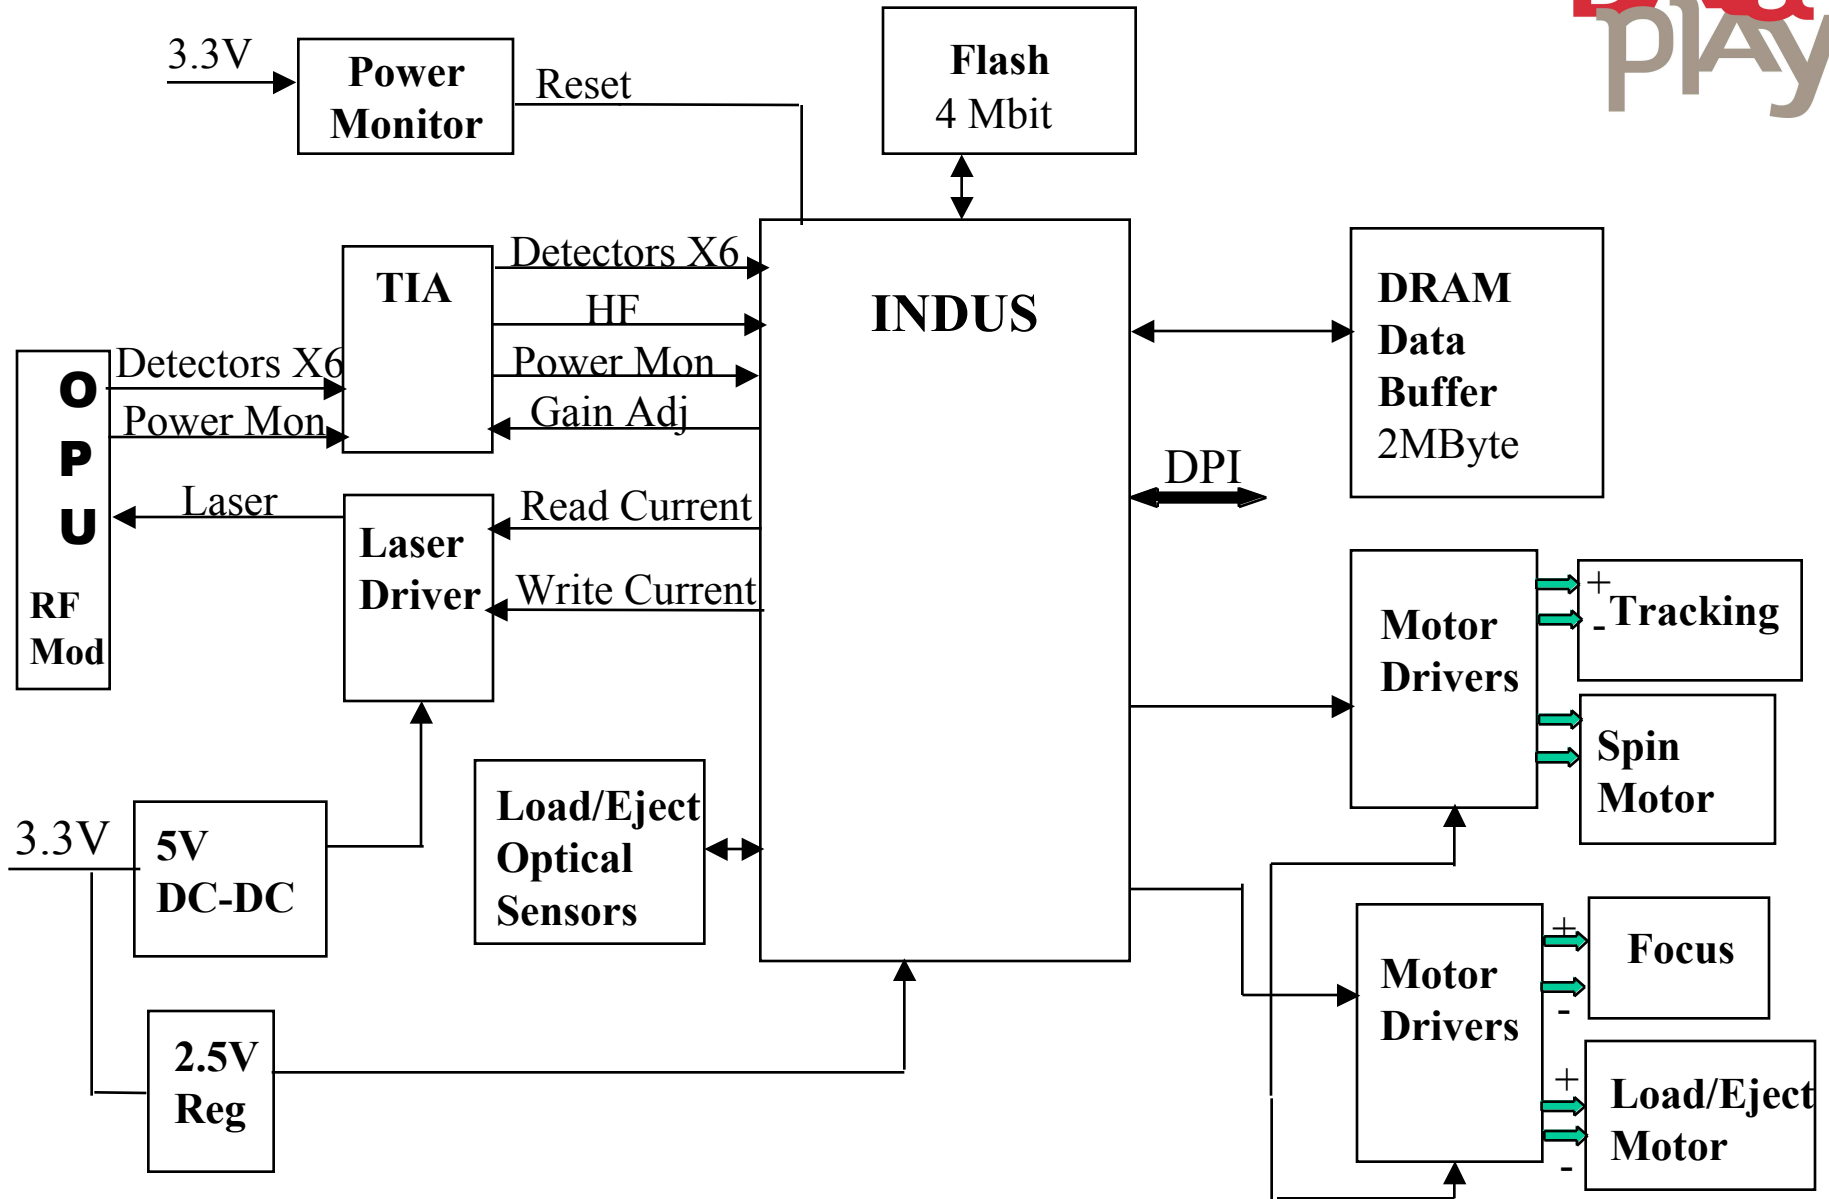 play
3.3V
Power
Monitor
Reset
Flash
4 Mbit
TIA
Detectors X6
HF
Power Mon
Gain Adj
INDUS
DRAM
Data
Buffer
2MByte
O
P
U
RF
Mod
Detectors X6
Power Mon
Laser
Laser
Driver
Read Current
Write Current
DPI
Motor
Drivers
+
-
Tracking
Spin
Motor
3.3V
5V
DC-DC
Load/Eject
Optical
Sensors
2.5V
Reg
Motor
Drivers
+
-
Focus
+
-
Load/Eject
Motor